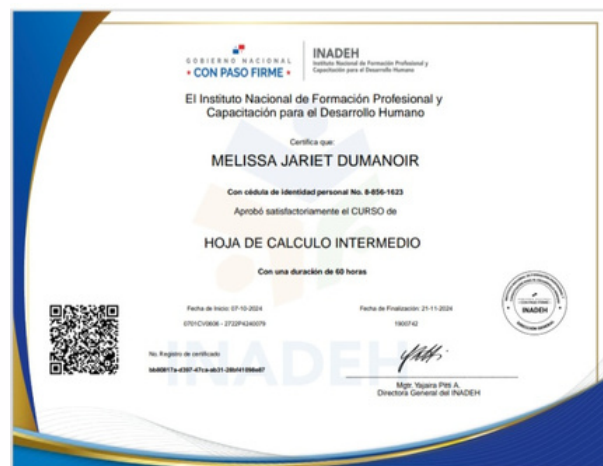 GOBIERNO NACIONAL
• CON PASO FIRME •
INADEH
Instituto Nacional de Formación Profesional y
Capacitación para el Desarrollo Humano
El Instituto Nacional de Formación Profesional y
Capacitación para el Desarrollo Humano
Certifica que:
MELISSA JARIET DUMANOIR
Con cédula de identidad personal No. 8-856-1623
Aprobó satisfactoriamente el CURSO de
HOJA DE CALCULO INTERMEDIO
Con una duración de 60 horas
Fecha de Inicio: 07-10-2024
Fecha de Finalización: 21-11-2024
1900742
No. Registro de certificado
INADEH
Mgtr. Yajaira Pitti A.
Directora General del INADEH
INADEH
DIRECCIÓN GENERAL